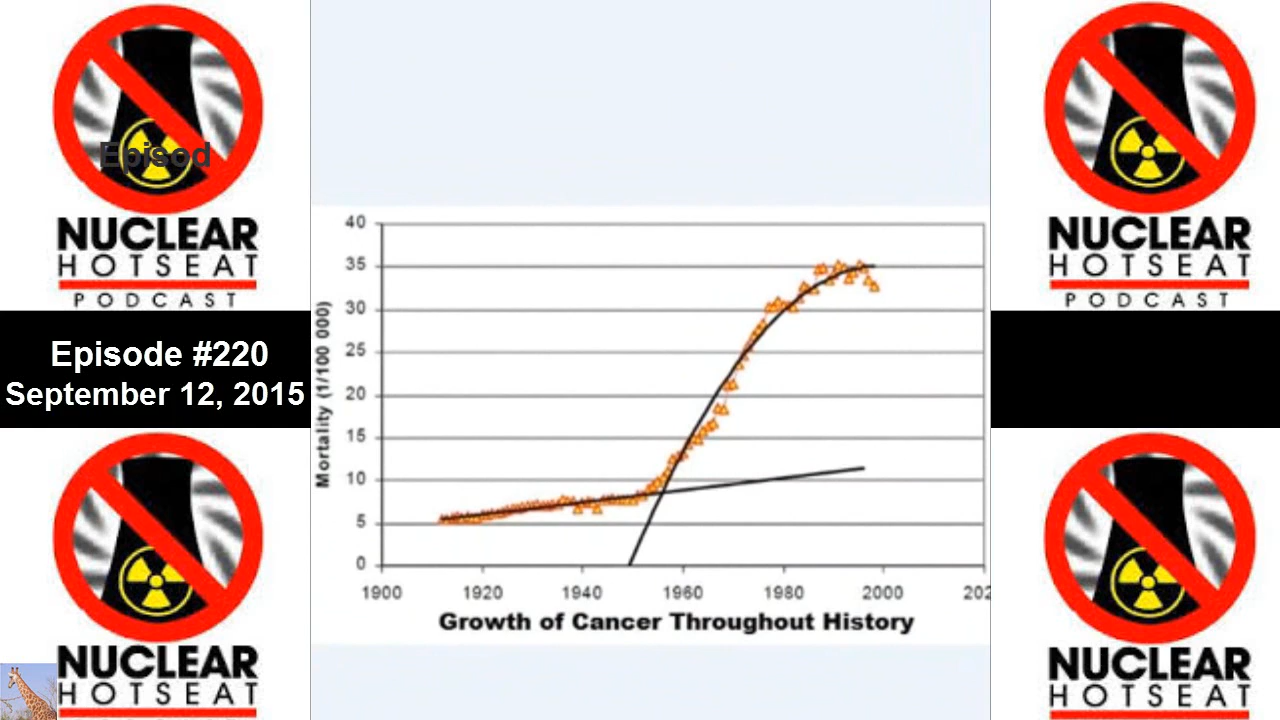 Episod
NUCLEAR
HOTSEAT
PODCAST
Episode #220
September 12, 2015
NUCLEAR
HOTSEAT
40
35
30
25
20
15
10
5
0
Mortality (1/100 000)
1900 1920 1940 1960 1980 2000 202
Growth of Cancer Throughout History
NUCLEAR
HOTSEAT
PODCAST
NUCLEAR
HOTSEAT